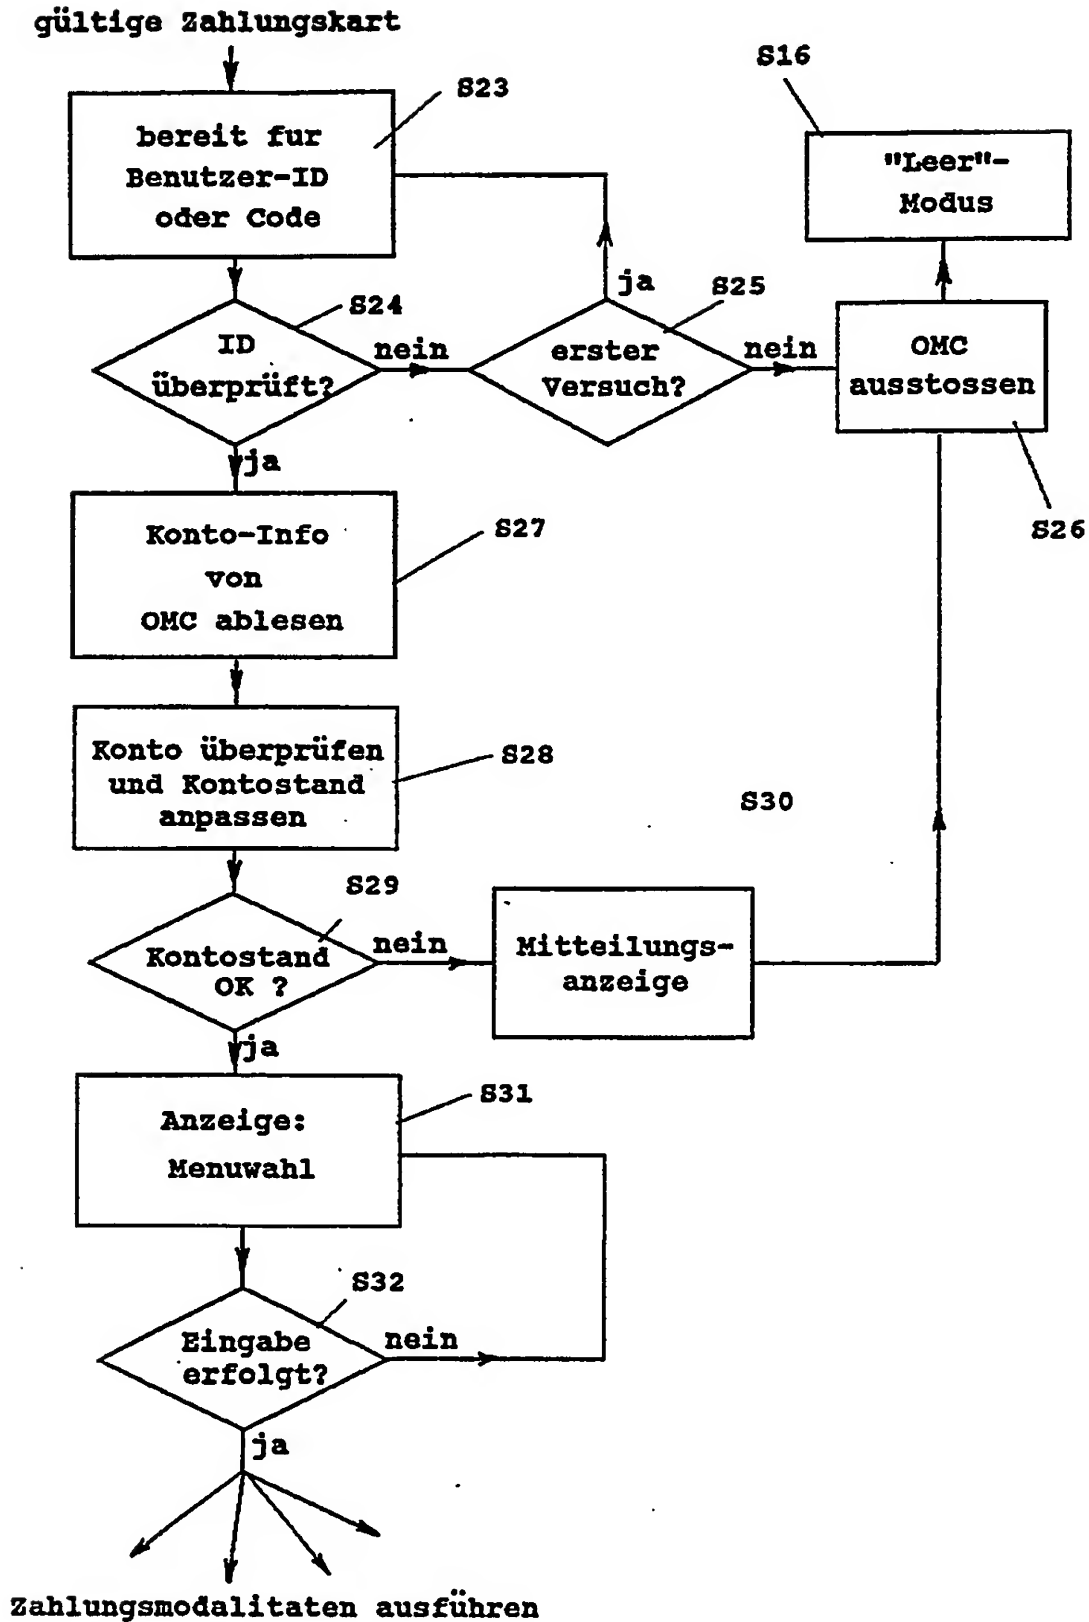 gültige Zahlungskart
S23
bereit fur
Benutzer-ID
oder Code
S16
"Leer"-
Modus
S24
ID
überprüft?
nein
ja
S25
erster
Versuch?
nein
OMC
ausstossen
S26
ja
Konto-Info
von
OMC ablesen
S27
Konto überprüfen
und Kontostand
anpassen
S28
S30
S29
Kontostand
OK ?
nein
Mitteilungs-
anzeige
ja
Anzeige:
Menuwahl
S31
S32
Eingabe
erfolgt?
nein
ja
Zahlungsmodalitaten ausführen